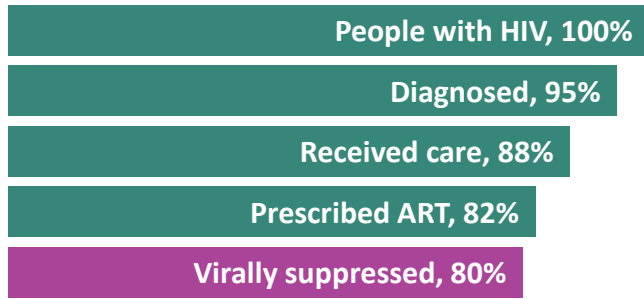 People with HIV, 100%
Diagnosed, 95%
Received care, 88%
Prescribed ART, 82%
Virally suppressed, 80%